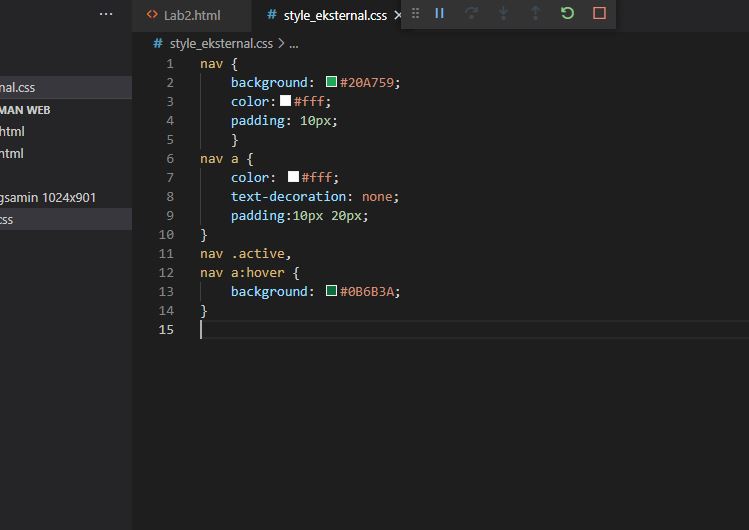 ...
Lab2.html
# style_eksternal.css
# style_eksternal.css > ...
nal.css
MAN WEB
html
html
gsamin 1024x901
css
1 nav {
2     background: #20A759;
3     color:#fff;
4     padding: 10px;
5     }
6 nav a {
7     color: #fff;
8     text-decoration: none;
9     padding:10px 20px;
10 }
11 nav .active,
12 nav a:hover {
13     background: #0B6B3A;
14 }
15